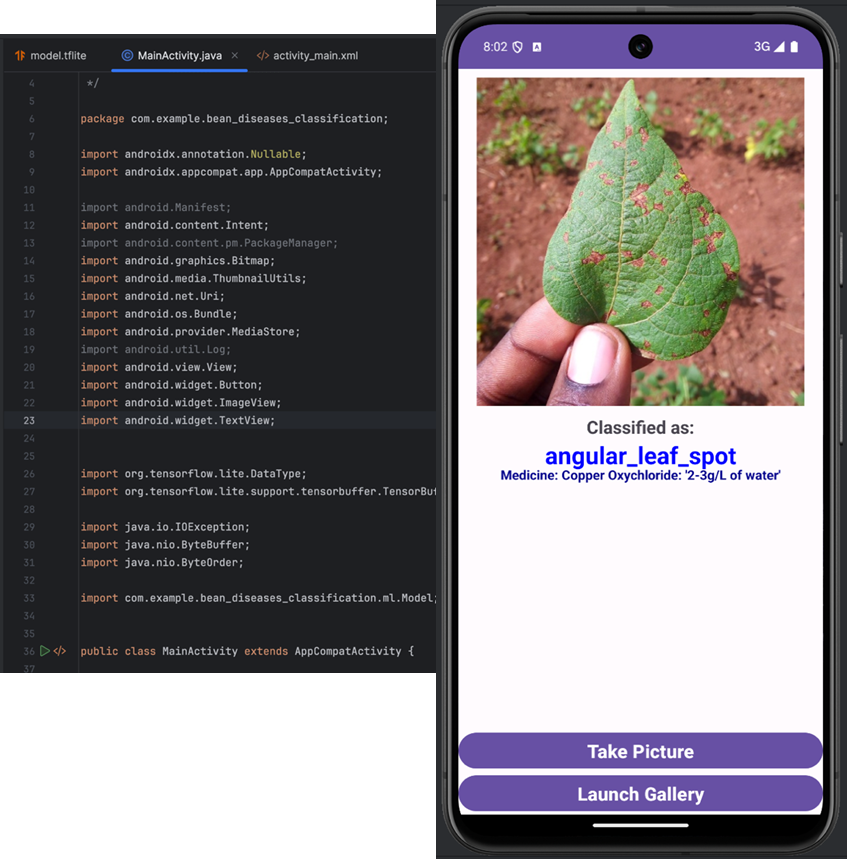 model.tflite MainActivity.java activity_main.xml
4 */
5
6 package com.example.bean_diseases_classification;
7
8 import androidx.annotation.Nullable;
9 import androidx.appcompat.app.AppCompatActivity;
10
11 import android.Manifest;
12 import android.content.Intent;
13 import android.content.pm.PackageManager;
14 import android.graphics.Bitmap;
15 import android.media.ThumbnailUtils;
16 import android.net.Uri;
17 import android.os.Bundle;
18 import android.provider.MediaStore;
19 import android.util.Log;
20 import android.view.View;
21 import android.widget.Button;
22 import android.widget.ImageView;
23 import android.widget.TextView;
24
25
26 import org.tensorflow.lite.DataType;
27 import org.tensorflow.lite.support.tensorbuffer.TensorBuf
28
29 import java.io.IOException;
30 import java.nio.ByteBuffer;
31 import java.nio.ByteOrder;
32
33 import com.example.bean_diseases_classification.ml.Model;
34
35
36 public class MainActivity extends AppCompatActivity {
37
8:02 A 3G
Classified as:
angular_leaf_spot
Medicine: Copper Oxychloride: '2-3g/L of water'
Take Picture
Launch Gallery